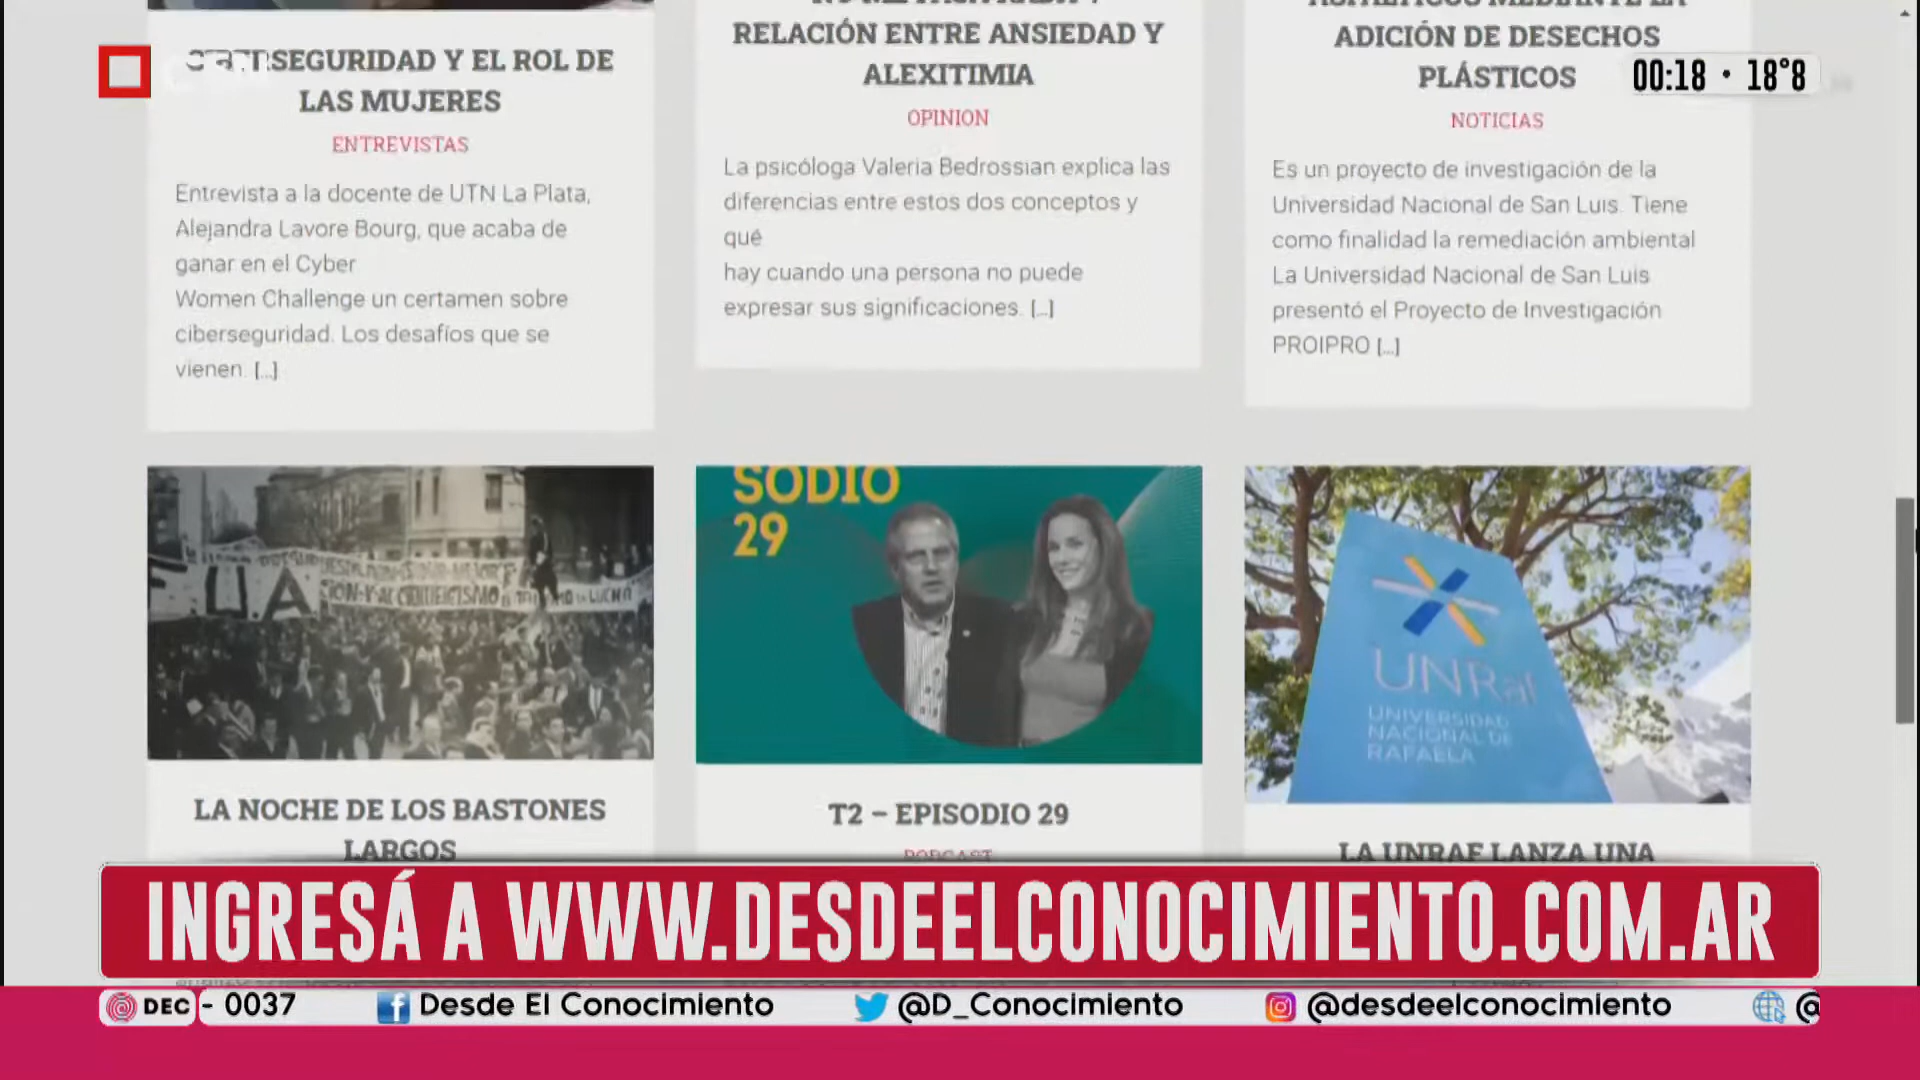 00:18 • 18°8
SEGURIDAD Y EL ROL DE
LAS MUJERES
ENTREVISTAS
Entrevista a la docente de UTN La Plata,
Alejandra Lavore Bourg, que acaba de
ganar en el Cyber
Women Challenge un certamen sobre
ciberseguridad. Los desafíos que se
vienen. [...]
RELACIÓN ENTRE ANSIEDAD Y
ALEXITIMIA
OPINION
La psicóloga Valeria Bedrossian explica las
diferencias entre estos dos conceptos y
qué
hay cuando una persona no puede
expresar sus significaciones. [...]
ADICIÓN DE DESECHOS
PLÁSTICOS
NOTICIAS
Es un proyecto de investigación de la
Universidad Nacional de San Luis. Tiene
como finalidad la remediación ambiental
La Universidad Nacional de San Luis
presentó el Proyecto de Investigación
PROIPRO [...]
F.U.A.
SODIO
29
UNRaf
UNIVERSIDAD
NACIONAL DE
RAFAELA
LA NOCHE DE LOS BASTONES
LARGOS
T2 – EPISODIO 29
PODCAST
LA UNRAF LANZA UNA
INGRESÁ A WWW.DESDEELCONOCIMIENTO.COM.AR
DEC - 0037 Desde El Conocimiento @D_Conocimiento @desdeelconocimiento @